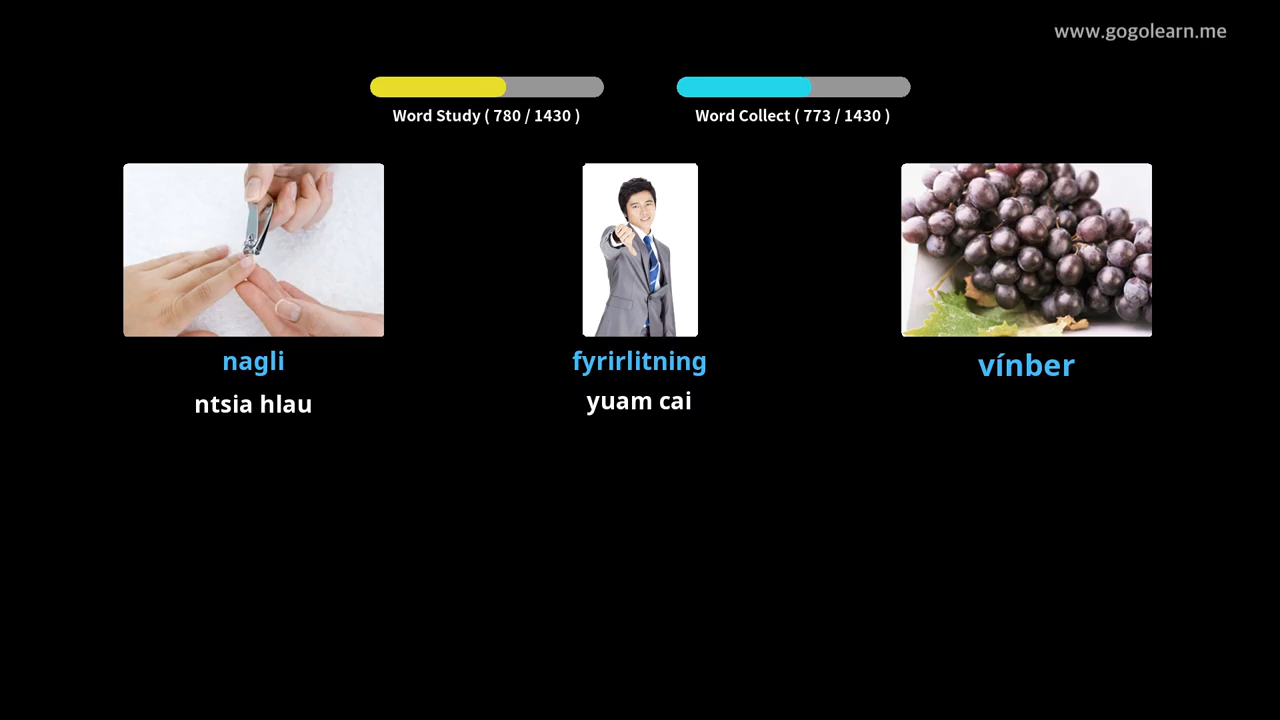 www.gogolearn.me
Word Study ( 780 / 1430 )
Word Collect ( 773 / 1430 )
nagli
fyrirlitning
vínber
ntsia hlau
yuam cai